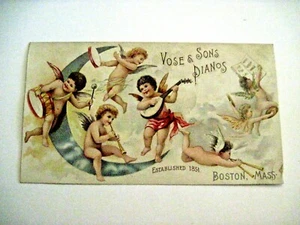 VOSE & SONS
PIANOS
ESTABLISHED 1851
BOSTON, MASS.